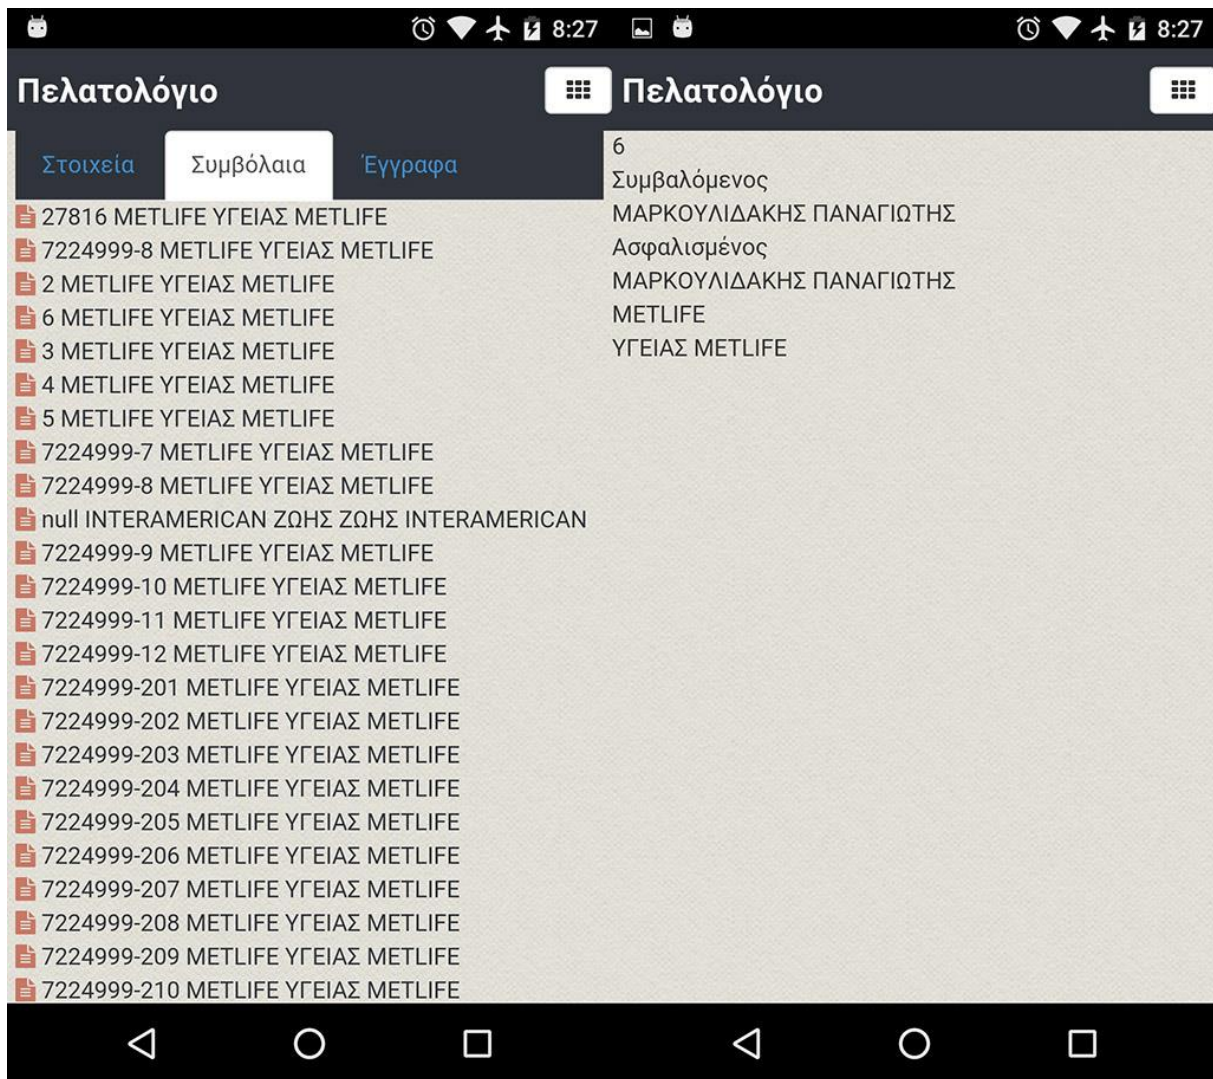 8:27
Πελατολόγιο
Στοιχεία Συμβόλαια Έγγραφα
27816 METLIFE ΥΓΕΙΑΣ METLIFE
7224999-8 METLIFE ΥΓΕΙΑΣ METLIFE
2 METLIFE ΥΓΕΙΑΣ METLIFE
6 METLIFE ΥΓΕΙΑΣ METLIFE
3 METLIFE ΥΓΕΙΑΣ METLIFE
4 METLIFE ΥΓΕΙΑΣ METLIFE
5 METLIFE ΥΓΕΙΑΣ METLIFE
7224999-7 METLIFE ΥΓΕΙΑΣ METLIFE
7224999-8 METLIFE ΥΓΕΙΑΣ METLIFE
null INTERAMERICAN ΖΩΗΣ ΖΩΗΣ INTERAMERICAN
7224999-9 METLIFE ΥΓΕΙΑΣ METLIFE
7224999-10 METLIFE ΥΓΕΙΑΣ METLIFE
7224999-11 METLIFE ΥΓΕΙΑΣ METLIFE
7224999-12 METLIFE ΥΓΕΙΑΣ METLIFE
7224999-201 METLIFE ΥΓΕΙΑΣ METLIFE
7224999-202 METLIFE ΥΓΕΙΑΣ METLIFE
7224999-203 METLIFE ΥΓΕΙΑΣ METLIFE
7224999-204 METLIFE ΥΓΕΙΑΣ METLIFE
7224999-205 METLIFE ΥΓΕΙΑΣ METLIFE
7224999-206 METLIFE ΥΓΕΙΑΣ METLIFE
7224999-207 METLIFE ΥΓΕΙΑΣ METLIFE
7224999-208 METLIFE ΥΓΕΙΑΣ METLIFE
7224999-209 METLIFE ΥΓΕΙΑΣ METLIFE
7224999-210 METLIFE ΥΓΕΙΑΣ METLIFE
8:27
Πελατολόγιο
6
Συμβαλόμενος
ΜΑΡΚΟΥΛΙΔΑΚΗΣ ΠΑΝΑΓΙΩΤΗΣ
Ασφαλισμένος
ΜΑΡΚΟΥΛΙΔΑΚΗΣ ΠΑΝΑΓΙΩΤΗΣ
METLIFE
ΥΓΕΙΑΣ METLIFE